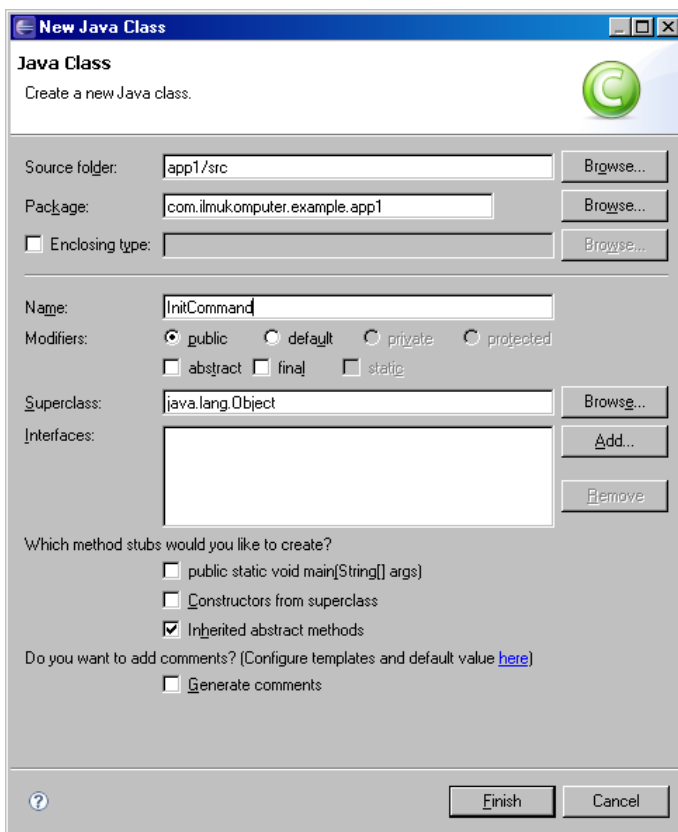 New Java Class
Java Class
Create a new Java class.
Source folder: app1/src Browse...
Package: com.ilmukomputer.example.app1 Browse...
Enclosing type: Browse...
Name: InitCommand
Modifiers: public default private protected
abstract final static
Superclass: java.lang.Object Browse...
Interfaces: Add...
Remove
Which method stubs would you like to create?
public static void main(String[] args)
Constructors from superclass
Inherited abstract methods
Do you want to add comments? (Configure templates and default value here)
Generate comments
? Finish Cancel